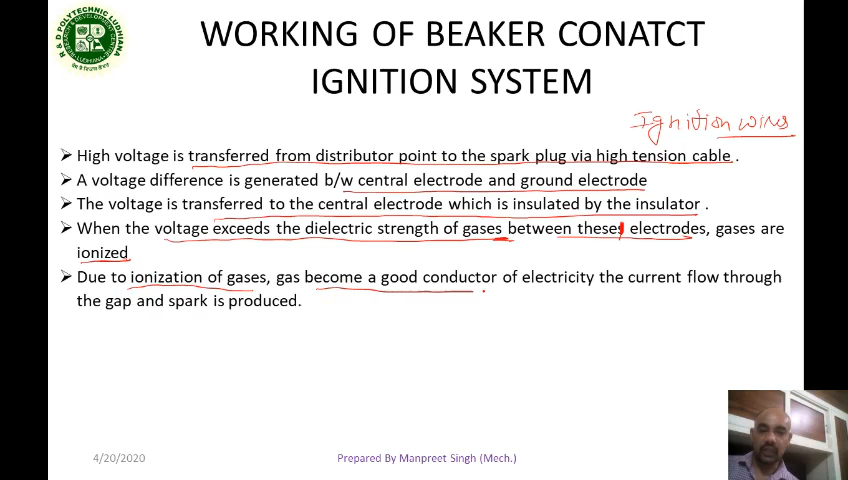 R & D POLYTECHNIC LUDHIANA
WORKING OF BEAKER CONATCT
IGNITION SYSTEM
Ignition wires
➢ High voltage is transferred from distributor point to the spark plug via high tension cable .
➢ A voltage difference is generated b/w central electrode and ground electrode
➢ The voltage is transferred to the central electrode which is insulated by the insulator .
➢ When the voltage exceeds the dielectric strength of gases between these electrodes, gases are
ionized
➢ Due to ionization of gases, gas become a good conductor of electricity the current flow through
the gap and spark is produced.
4/20/2020
Prepared By Manpreet Singh (Mech.)